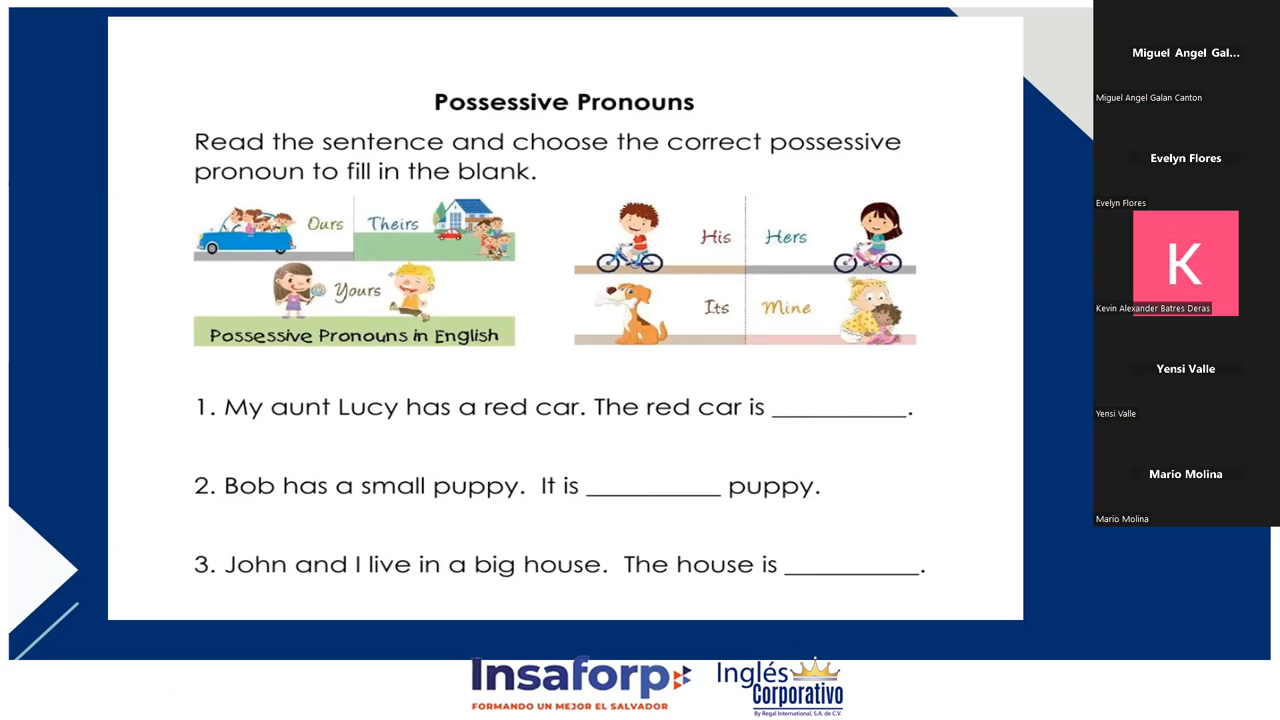 Possessive Pronouns
Read the sentence and choose the correct possessive
pronoun to fill in the blank.
Ours
Theirs
Yours
Possessive Pronouns in English
His
Hers
Its
Mine
1. My aunt Lucy has a red car. The red car is __________.
2. Bob has a small puppy.  It is __________ puppy.
3. John and I live in a big house.  The house is __________.
Miguel Angel Gal...
Miguel Angel Galan Canton
Evelyn Flores
Evelyn Flores
K
Kevin Alexander Batres Deras
Yensi Valle
Yensi Valle
Mario Molina
Mario Molina
Insaforp
FORMANDO UN MEJOR EL SALVADOR
Inglés
Corporativo
By Regal International, S.A. de C.V.